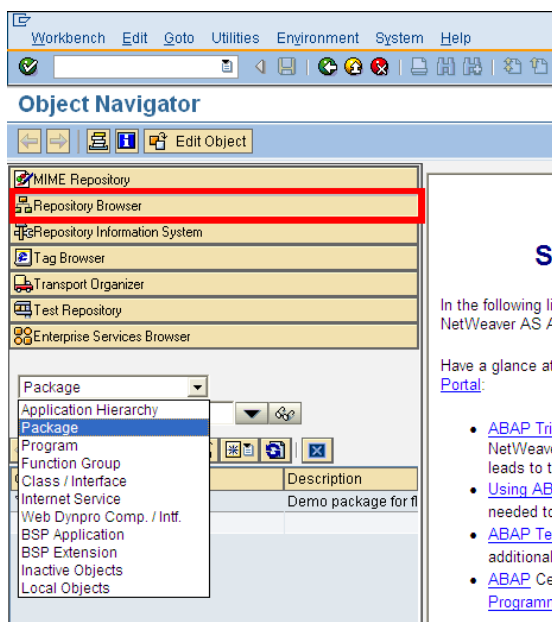 Workbench Edit Goto Utilities Environment System Help
Object Navigator
Edit Object
MIME Repository
Repository Browser
Repository Information System
Tag Browser
Transport Organizer
Test Repository
Enterprise Services Browser
Package
Application Hierarchy
Package
Program
Function Group
Class / Interface
Internet Service
Web Dynpro Comp. / Intf.
BSP Application
BSP Extension
Inactive Objects
Local Objects
Description
Demo package for fl
S
In the following li
NetWeaver AS A
Have a glance at
Portal:
ABAP Tri
NetWeave
leads to t
Using AB
needed to
ABAP Te
additional
ABAP Ce
Programm